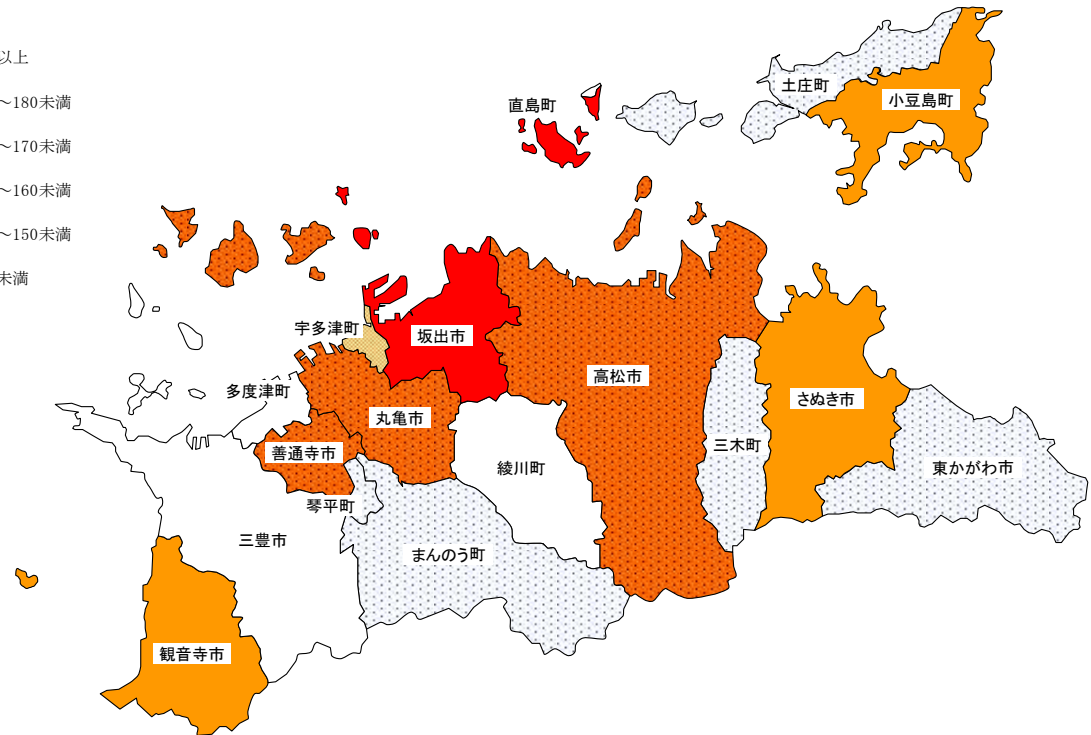 以上
～180未満
～170未満
～160未満
～150未満
未満
土庄町
小豆島町
直島町
宇多津町
坂出市
高松市
多度津町
丸亀市
さぬき市
善通寺市
三木町
綾川町
東かがわ市
琴平町
三豊市
まんのう町
観音寺市